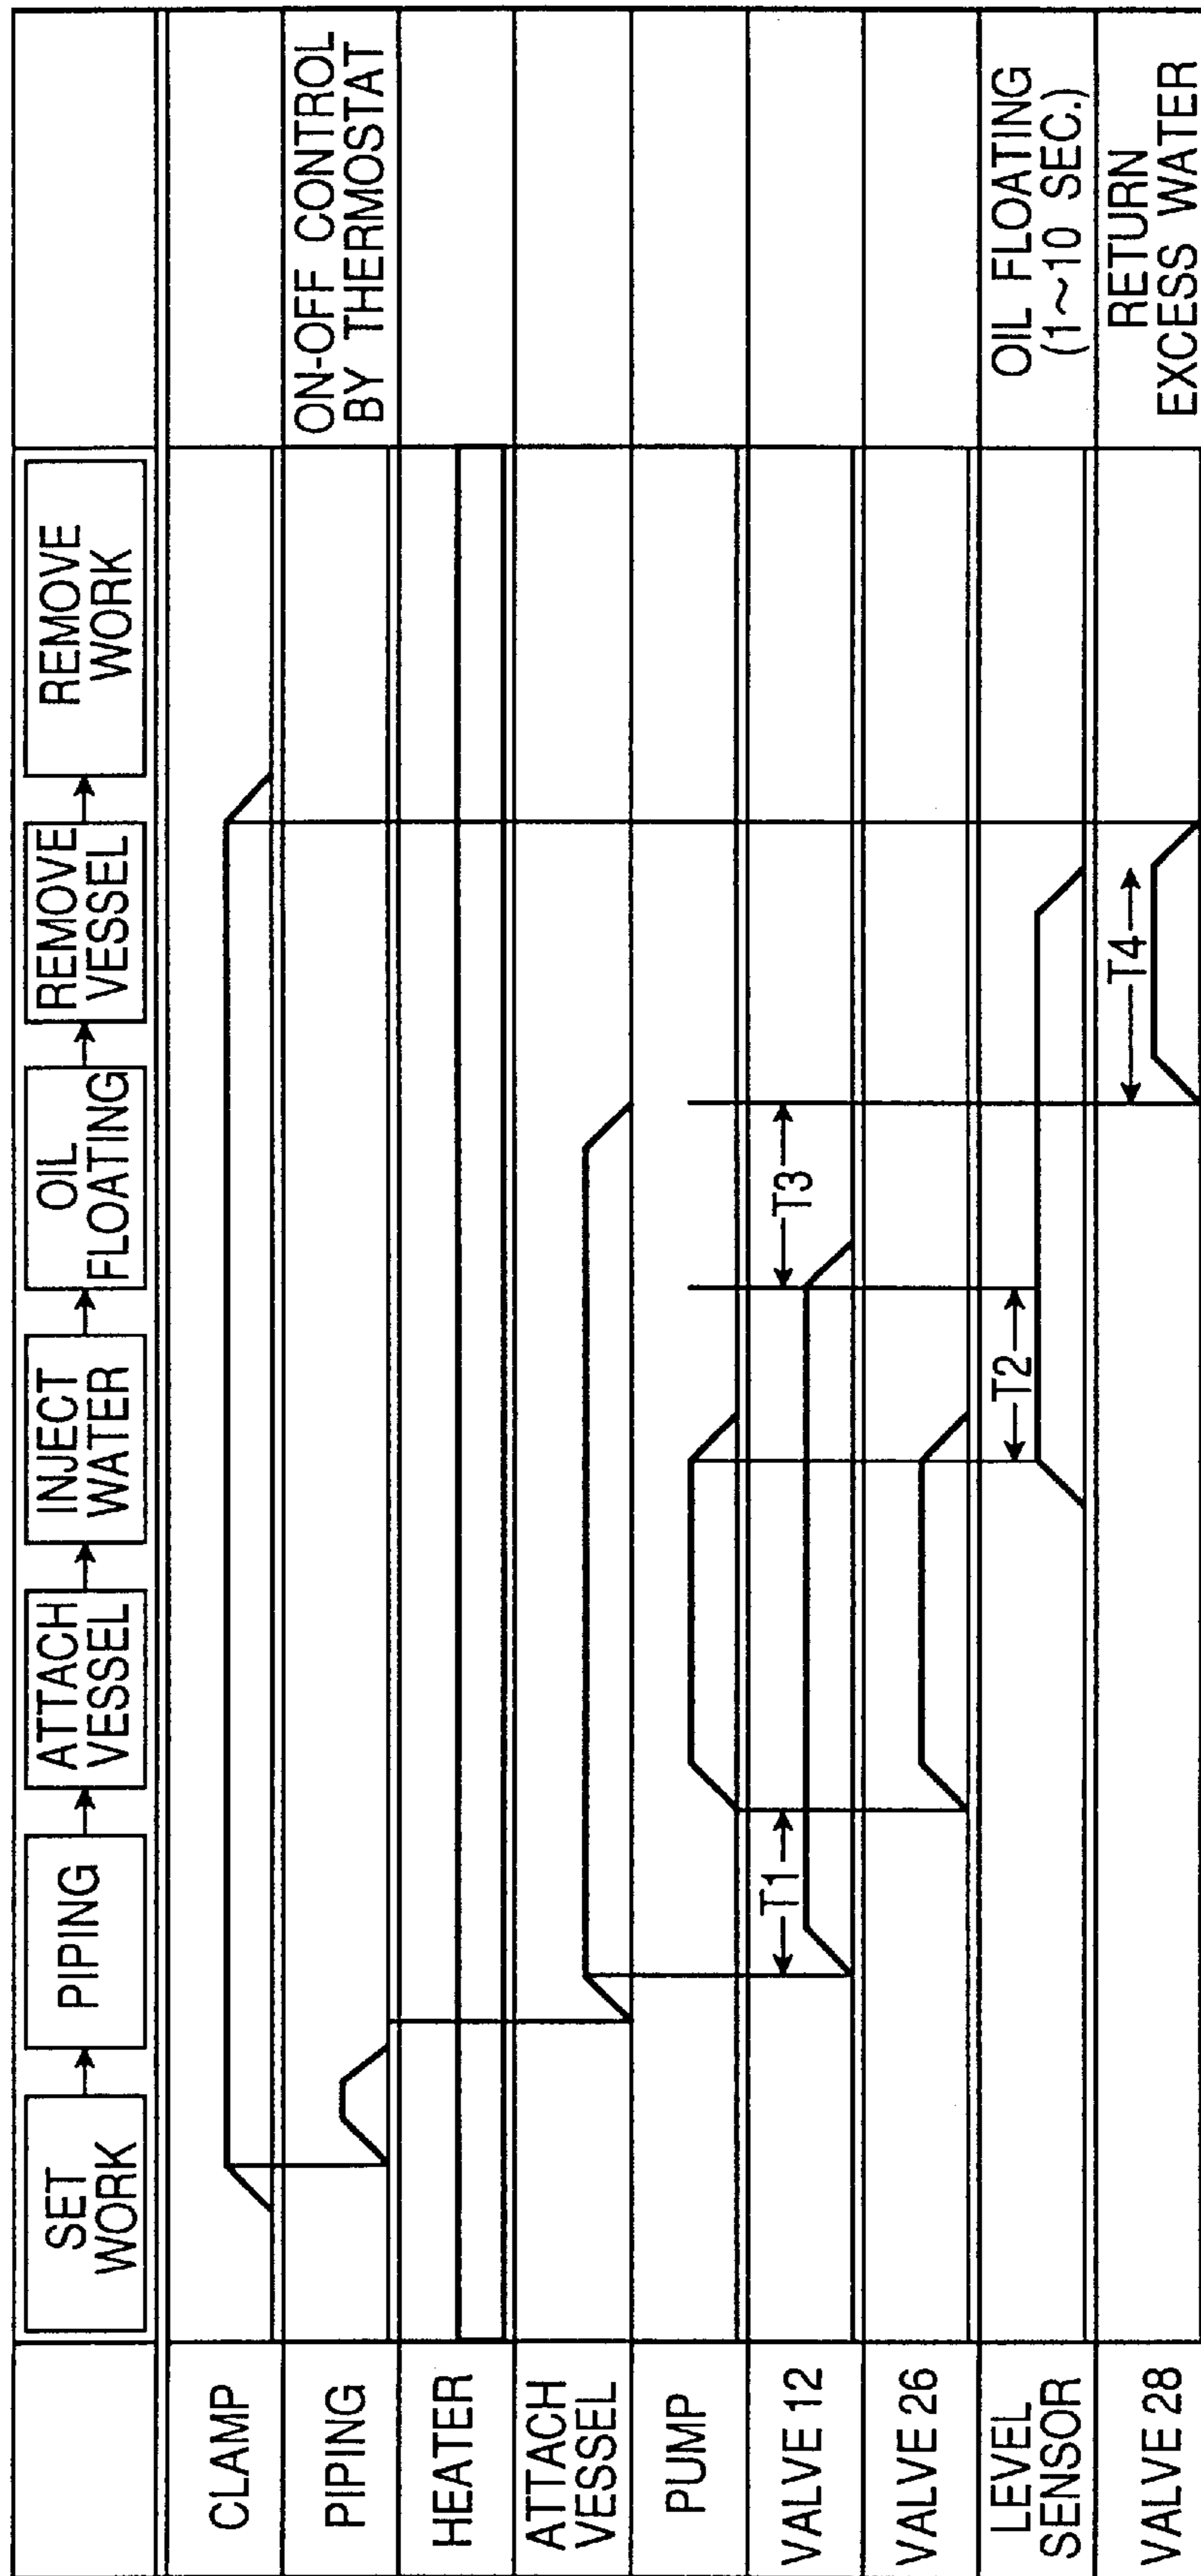 SET
WORK
PIPING
ATTACH
VESSEL
INJECT
WATER
OIL
FLOATING
REMOVE
VESSEL
REMOVE
WORK
CLAMP
PIPING
ON-OFF CONTROL
BY THERMOSTAT
HEATER
ATTACH
VESSEL
PUMP
VALVE 12
T1
T3
VALVE 26
LEVEL
SENSOR
T2
OIL FLOATING
(1~10 SEC.)
VALVE 28
T4
RETURN
EXCESS WATER